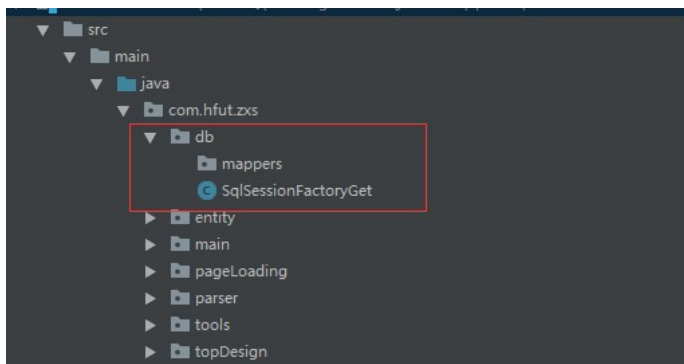 src
main
java
com.hfut.zxs
db
mappers
SqlSessionFactoryGet
entity
main
pageLoading
parser
tools
topDesign